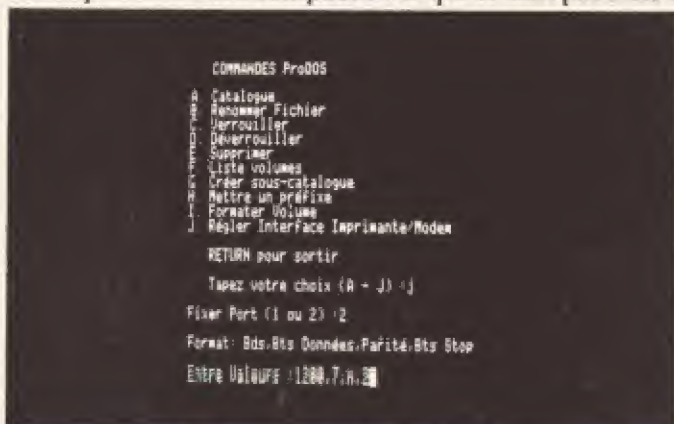 COMMANDES ProDOS
A. Catalogue
B. Renommer Fichier
C. Verrouiller
D. Déverrouiller
E. Supprimer
F. Liste volumes
G. Créer sous-catalogue
H. Mettre un préfixe
I. Formater Volume
J. Régler Interface Imprimante/Modem
RETURN pour sortir
Tapez votre choix (A - J) :j
Fixer Port (1 ou 2) :2
Format: Bds,Bts Données,Parité,Bts Stop
Entre Valeurs :1200,7,n,2